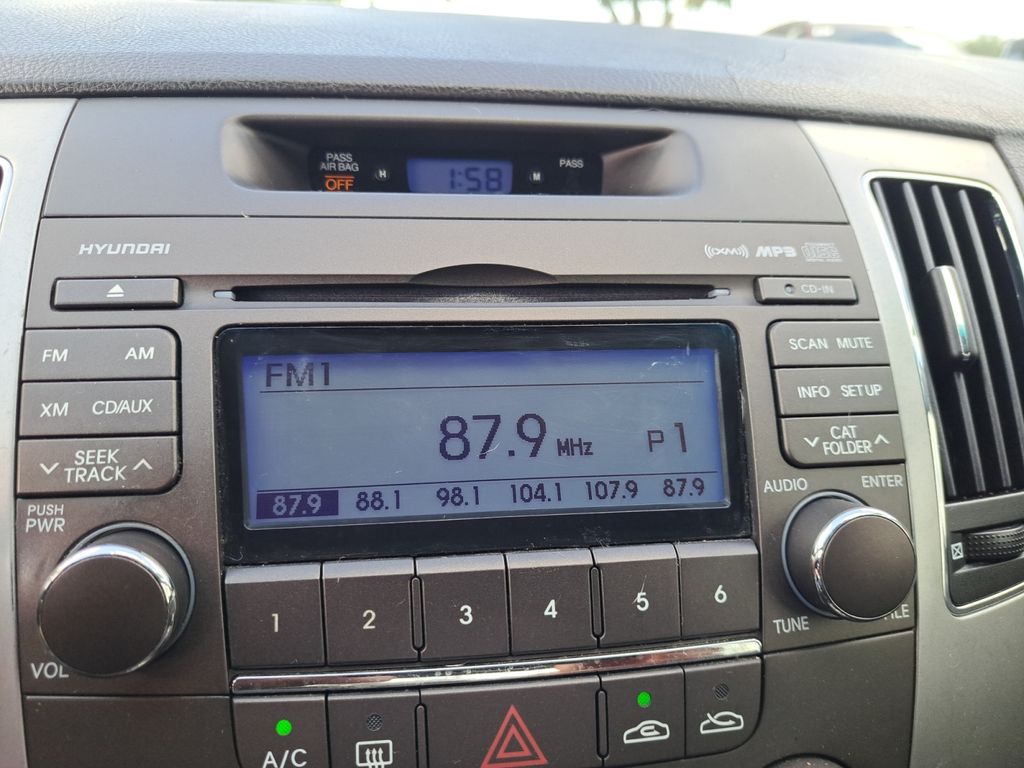 PASS
AIR BAG
OFF
H
1:58
M
PASS
HYUNDAI
((XM)) MP3 disc
CD-IN
FM AM
XM CD/AUX
SEEK
TRACK
PUSH
PWR
VOL
FM1
87.9 MHz P1
87.9 88.1 98.1 104.1 107.9 87.9
SCAN MUTE
INFO SETUP
CAT
FOLDER
AUDIO ENTER
TUNE
1 2 3 4 5 6
A/C